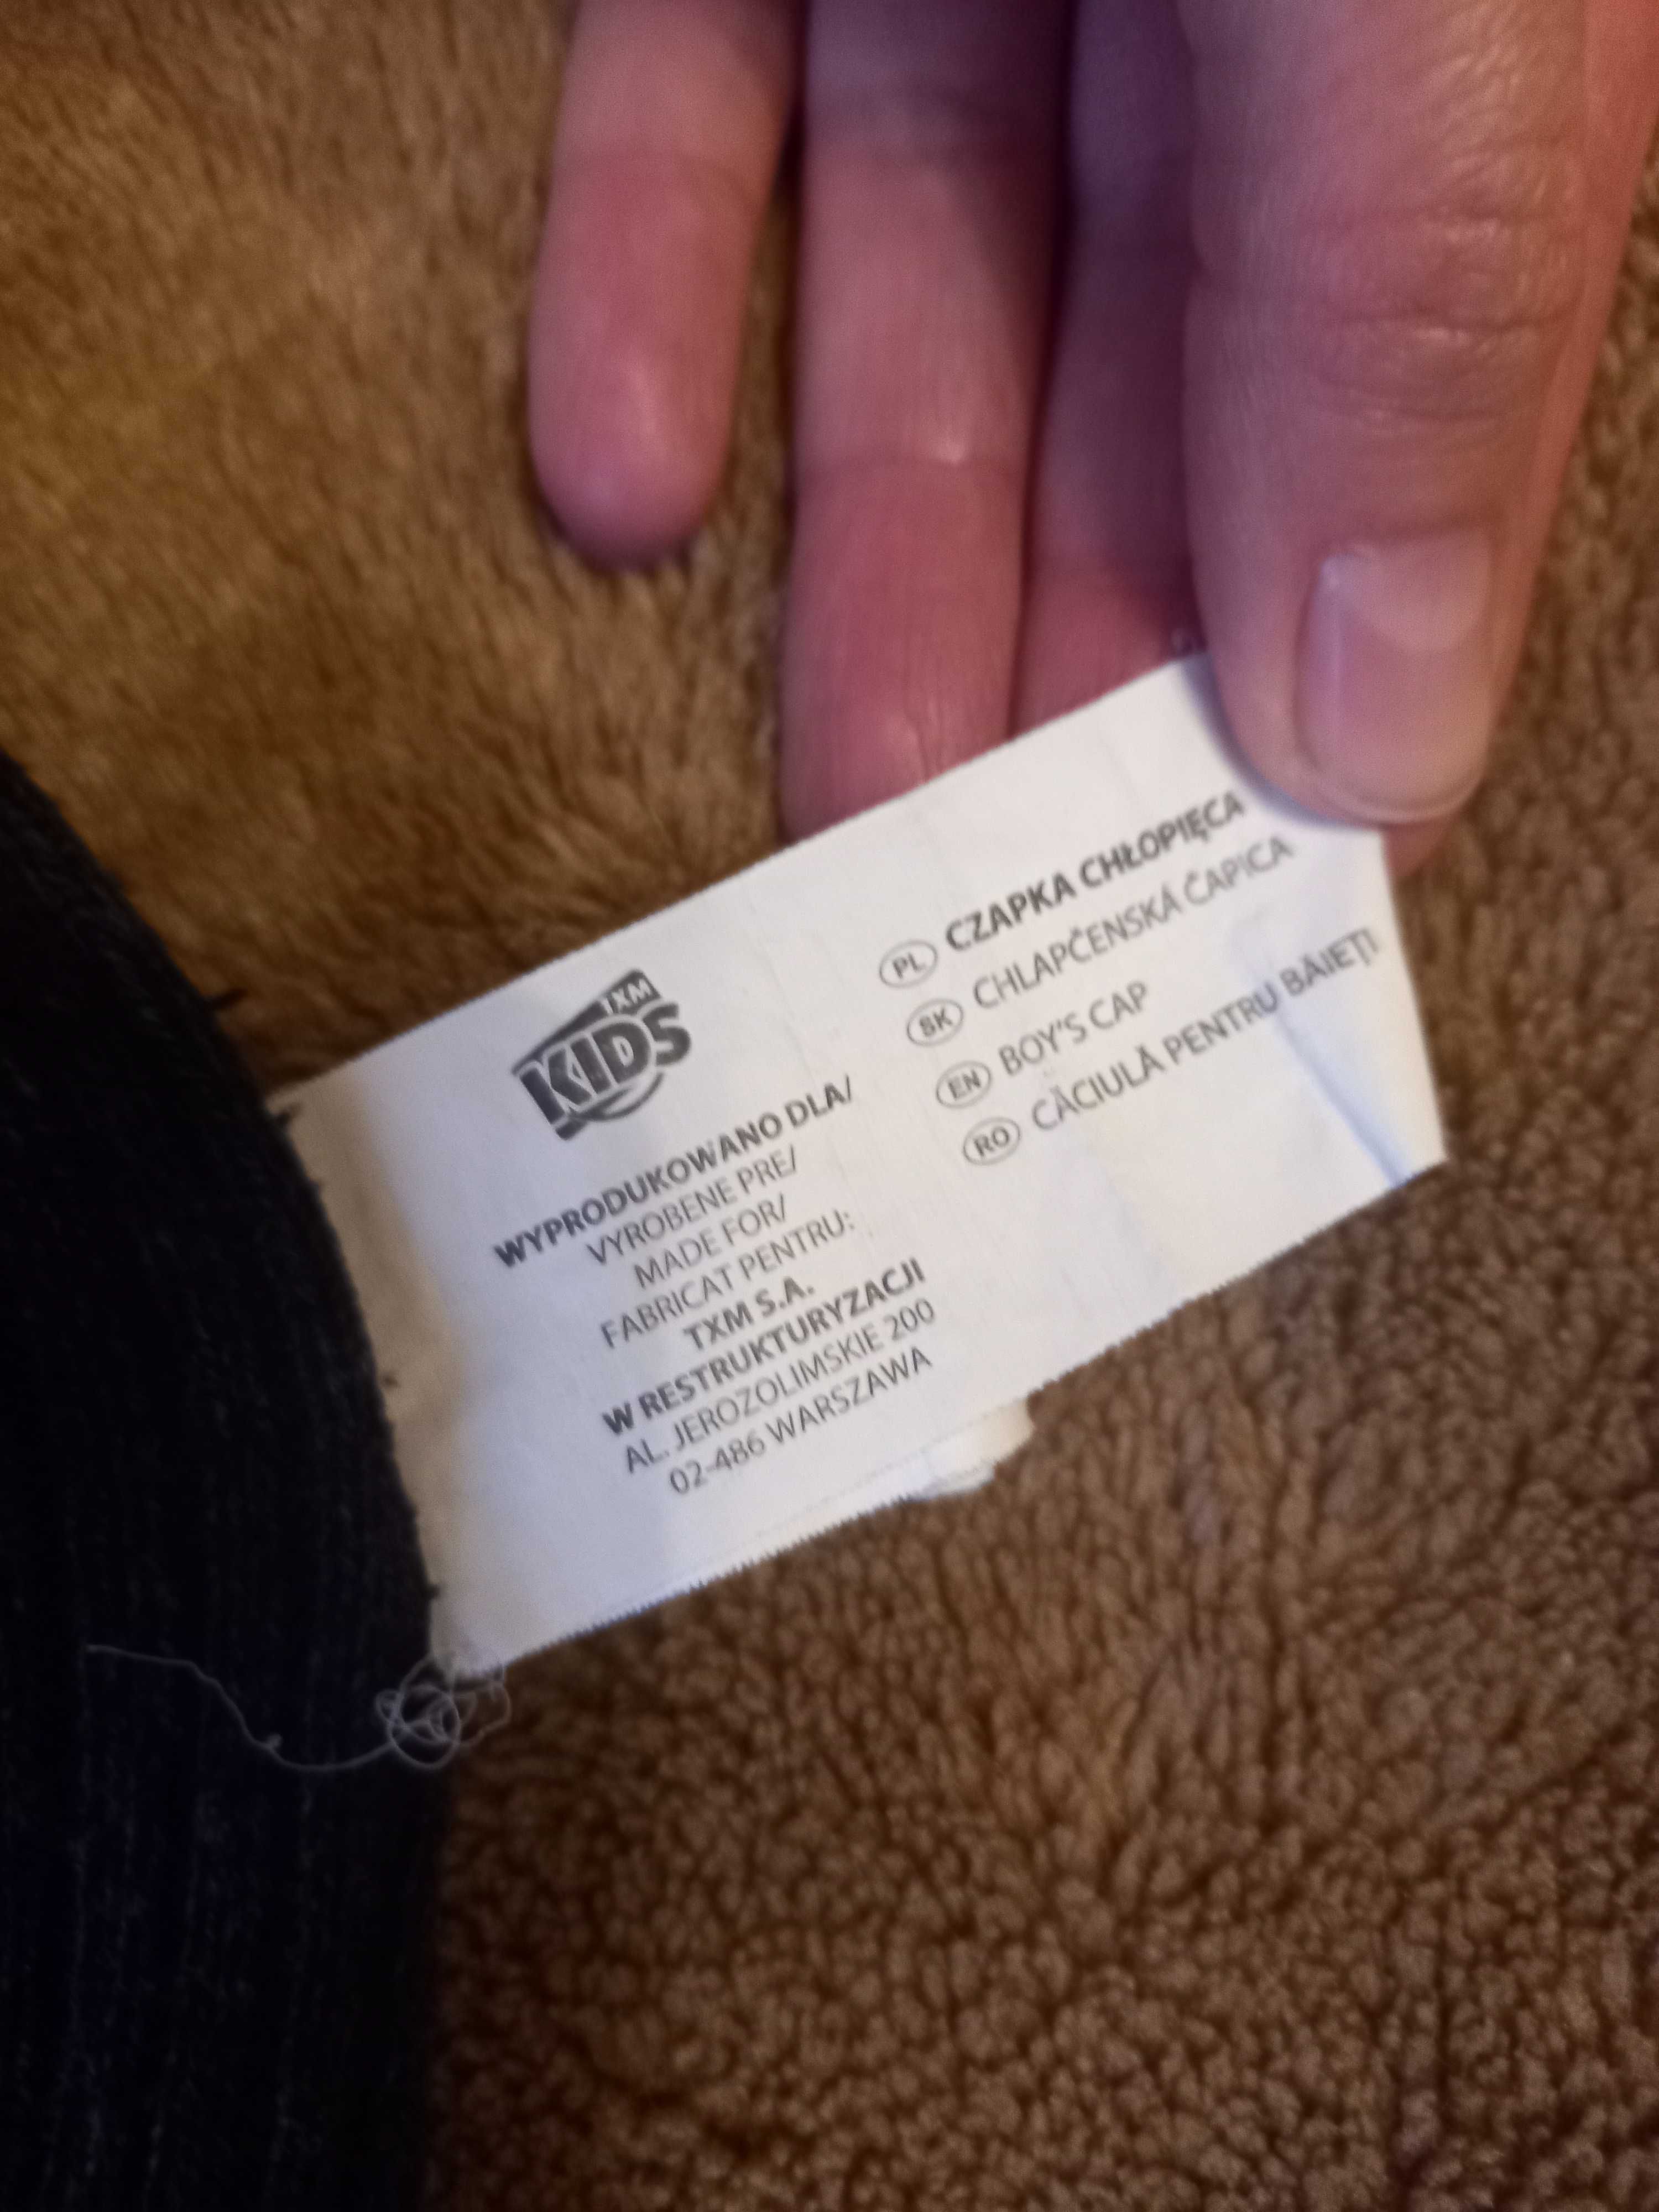 TXM
KIDS
WYPRODUKOWANO DLA/
VYROBENE PRE/
MADE FOR/
FABRICAT PENTRU:
TXM S.A.
W RESTRUKTURYZACJI
AL. JEROZOLIMSKIE 200
02-486 WARSZAWA
PL CZAPKA CHŁOPIĘCA
SK CHLAPČENSKÁ ČAPICA
EN BOY'S CAP
RO CĂCIULĂ PENTRU BĂIEȚI